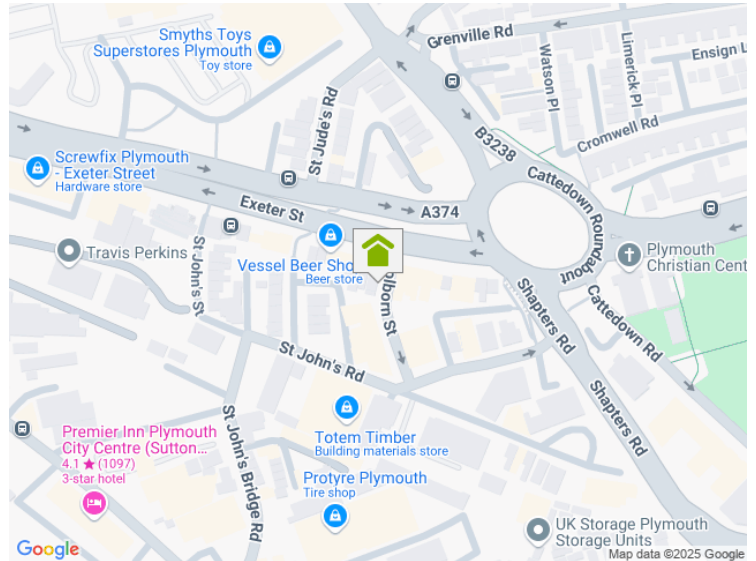 Smyths Toys
Superstores Plymouth
Toy store
Grenville Rd
Watson Pl
Limerick Pl
Ensign L
Cromwell Rd
St Jude's Rd
B3238
Screwfix Plymouth
- Exeter Street
Hardware store
Exeter St
A374
Cattedown Roundabout
Travis Perkins
St John's St
Vessel Beer Sho
Beer store
olborn St
Plymouth
Christian Cent
Shapters Rd
Cattedown Rd
St John's Rd
Shapters Rd
Premier Inn Plymouth
City Centre (Sutton...
4.1 ★ (1097)
3-star hotel
St John's Bridge Rd
Totem Timber
Building materials store
Protyre Plymouth
Tire shop
UK Storage Plymouth
Storage Units
Google
Map data ©2025 Google